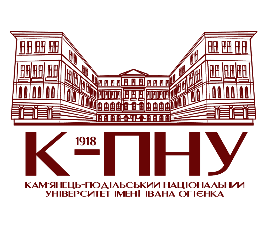 1918
К-ПНУ
КАМ'ЯНЕЦЬ-ПОДІЛЬСЬКИЙ НАЦІОНАЛЬНИЙ
УНІВЕРСИТЕТ ІМЕНІ ІВАНА ОГІЄНКА